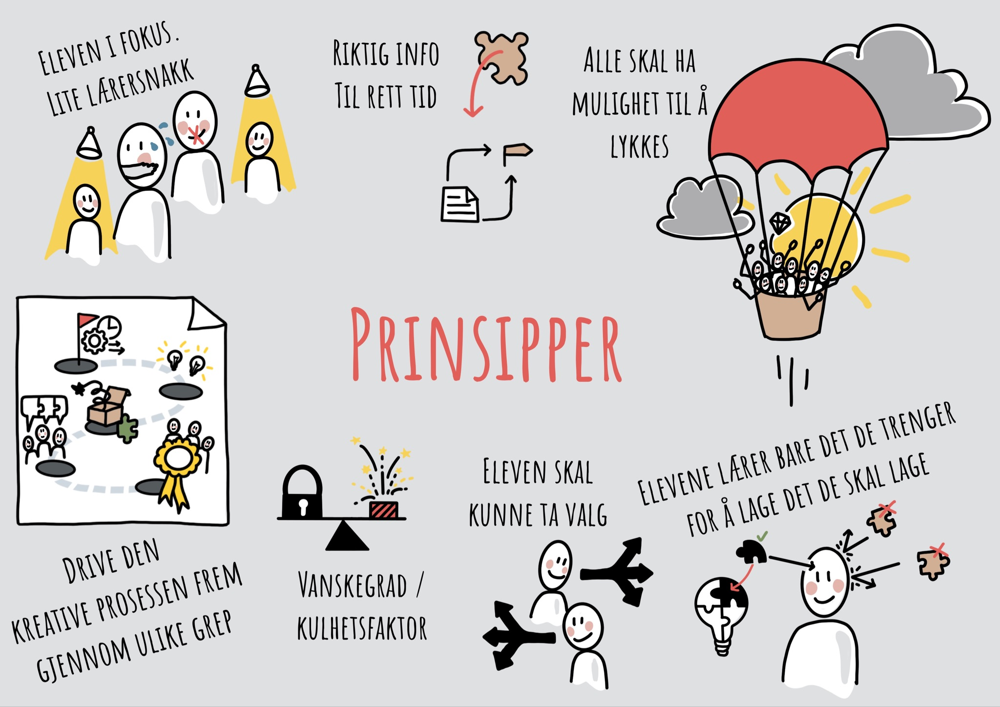 Eleven i fokus.
Lite lærersnakk
Riktig info
Til rett tid
Alle skal ha
mulighet til å
lykkes
Prinsipper
Drive den
kreative prosessen frem
gjennom ulike grep
Vanskegrad /
kulhetsfaktor
Eleven skal
kunne ta valg
Elevene lærer bare det de trenger
for å lage det de skal lage